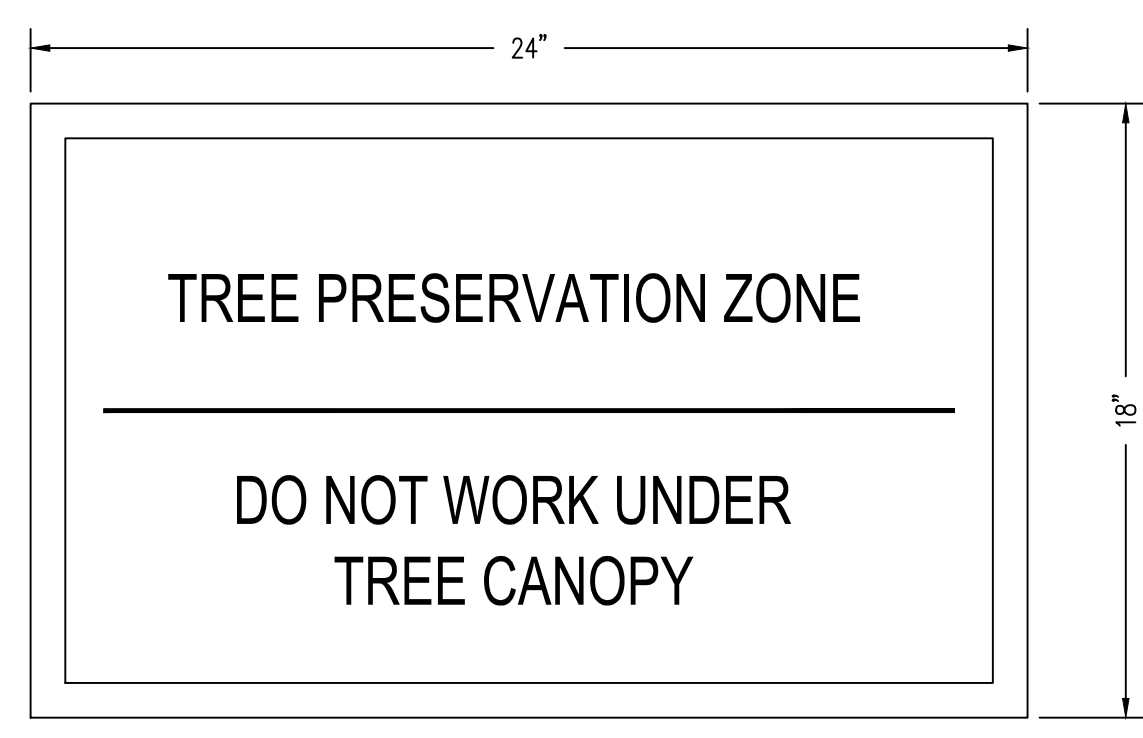 24"
TREE PRESERVATION ZONE
18"
DO NOT WORK UNDER
TREE CANOPY